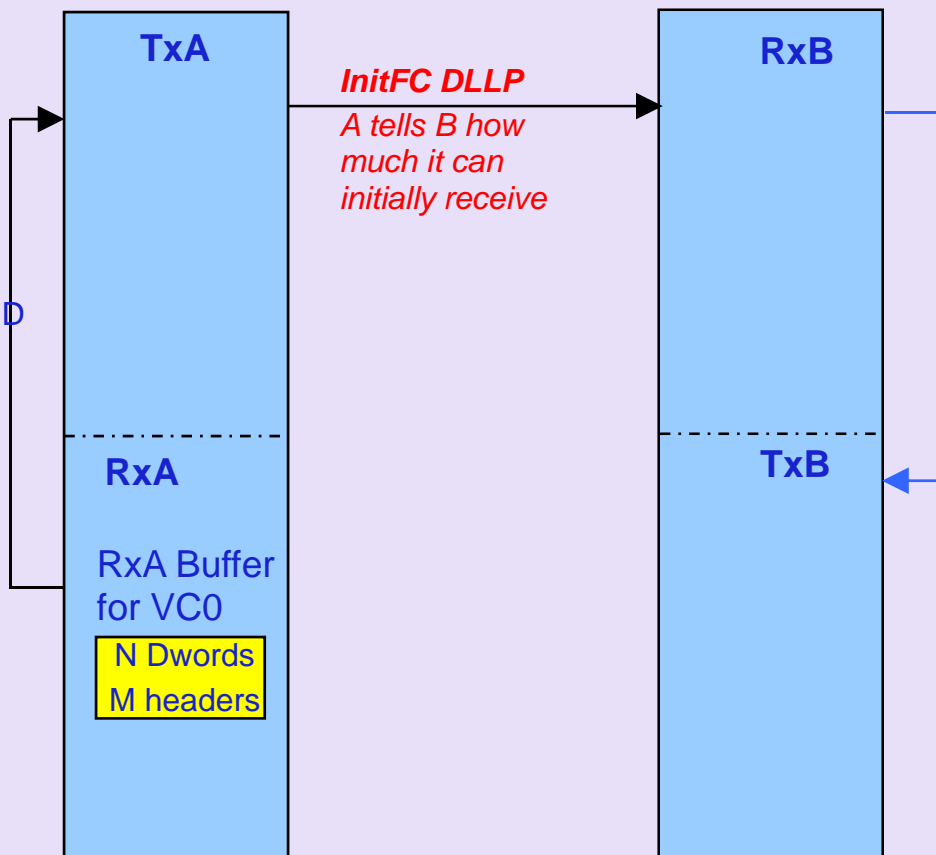 TxA
RxB
InitFC DLLP
A tells B how
much it can
initially receive
D
RxA
TxB
RxA Buffer
for VC0
N Dwords
M headers